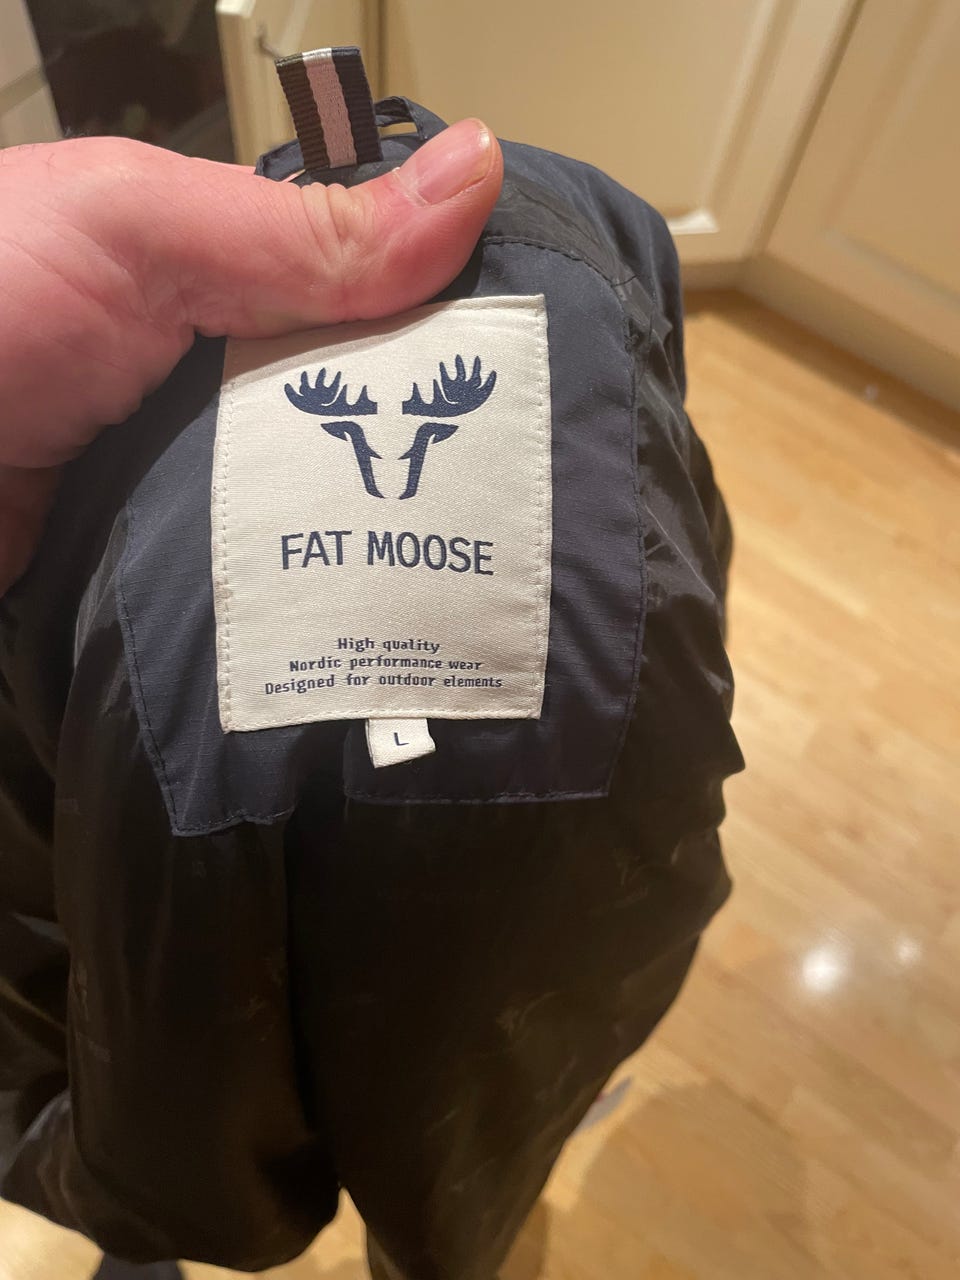 FAT MOOSE
High quality
Nordic performance wear
Designed for outdoor elements
L